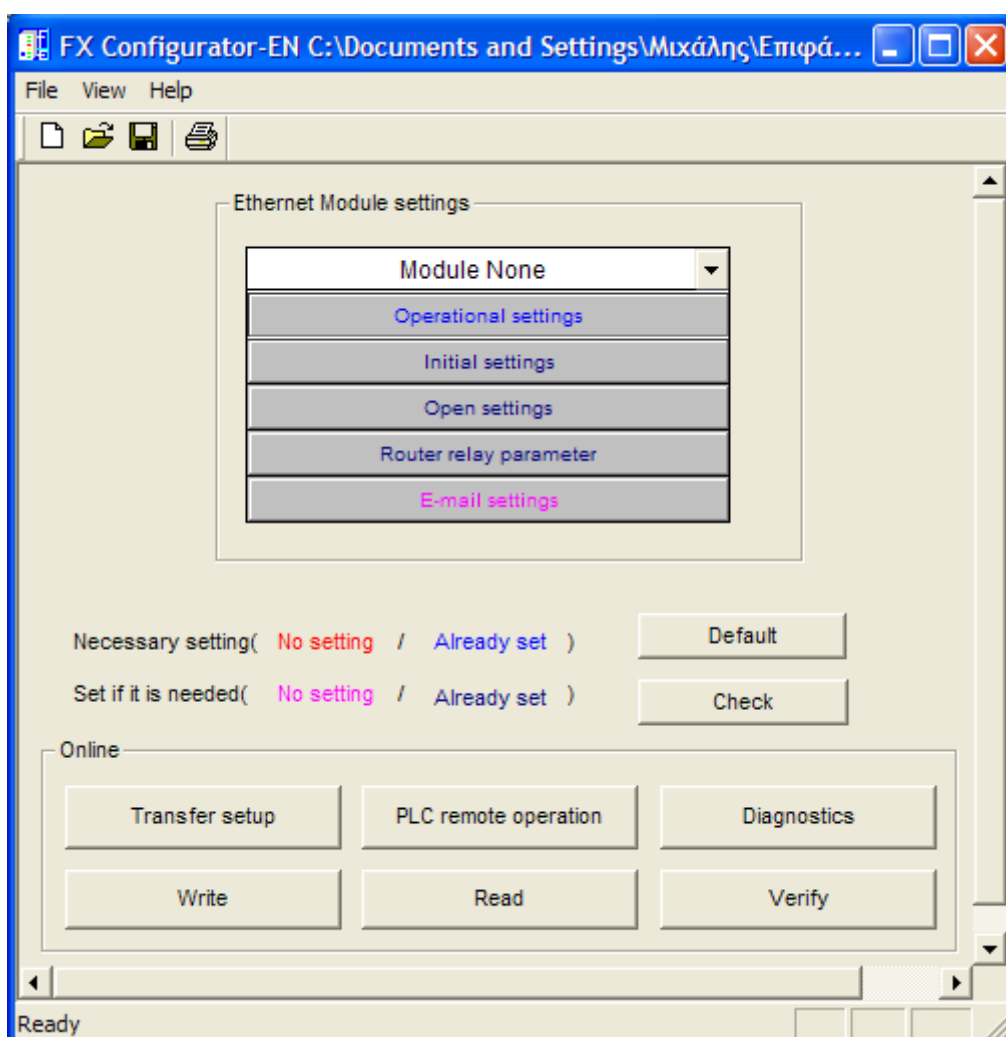 FX Configurator-EN C:\Documents and Settings\Μιχάλης\Επιφά...
File View Help
Ethernet Module settings
Module None
Operational settings
Initial settings
Open settings
Router relay parameter
E-mail settings
Necessary setting( No setting / Already set ) Default
Set if it is needed( No setting / Already set ) Check
Online
Transfer setup PLC remote operation Diagnostics
Write Read Verify
Ready